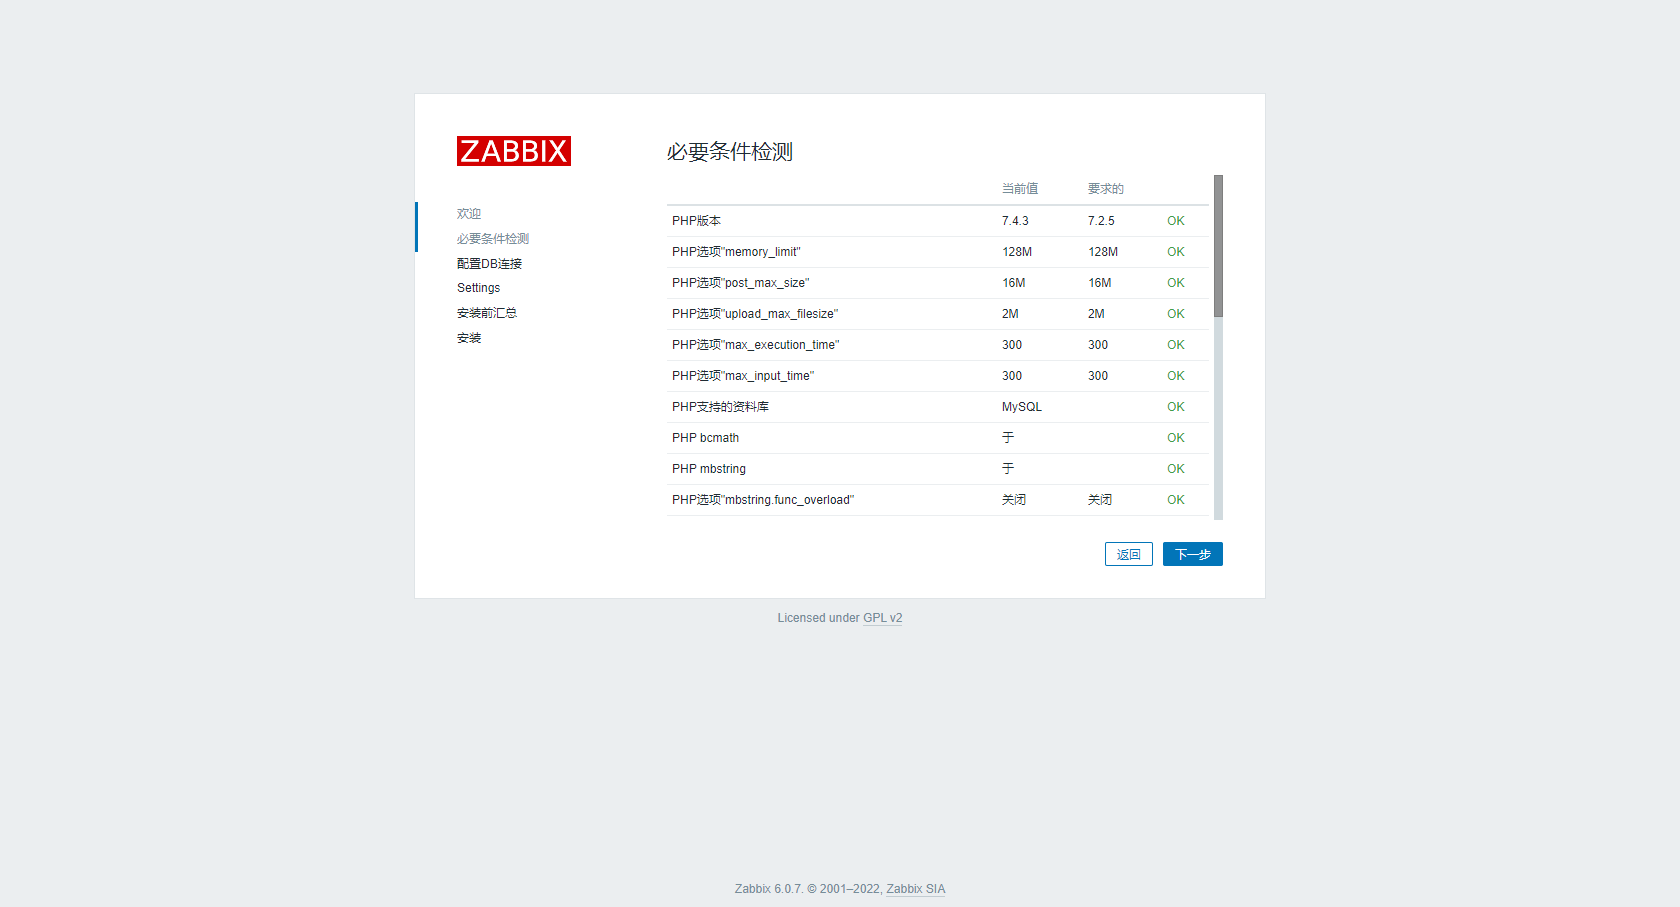 ZABBIX
欢迎
必要条件检测
配置DB连接
Settings
安装前汇总
安装
必要条件检测
当前值 要求的
PHP版本 7.4.3 7.2.5 OK
PHP选项"memory_limit" 128M 128M OK
PHP选项"post_max_size" 16M 16M OK
PHP选项"upload_max_filesize" 2M 2M OK
PHP选项"max_execution_time" 300 300 OK
PHP选项"max_input_time" 300 300 OK
PHP支持的资料库 MySQL OK
PHP bcmath 于 OK
PHP mbstring 于 OK
PHP选项"mbstring.func_overload" 关闭 关闭 OK
返回 下一步
Licensed under GPL v2
Zabbix 6.0.7. © 2001–2022, Zabbix SIA